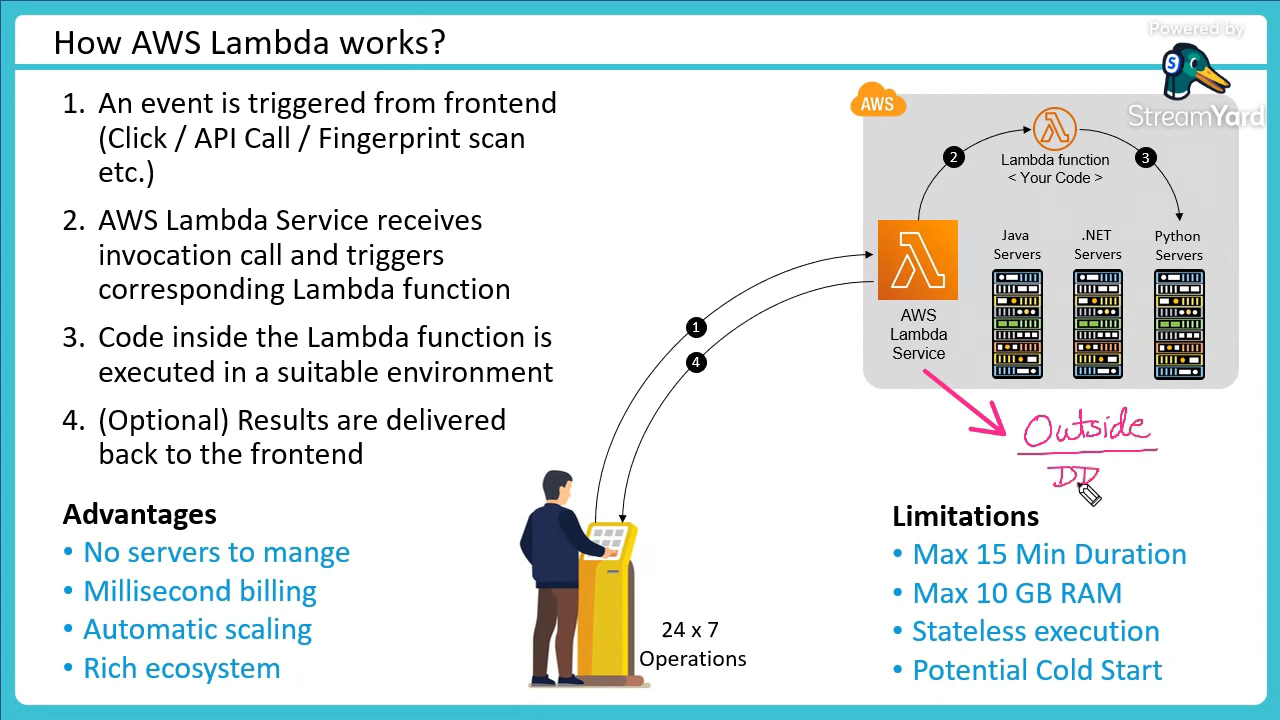 How AWS Lambda works?
Powered by
StreamYard
1. An event is triggered from frontend
(Click / API Call / Fingerprint scan
etc.)
2. AWS Lambda Service receives
invocation call and triggers
corresponding Lambda function
3. Code inside the Lambda function is
executed in a suitable environment
4. (Optional) Results are delivered
back to the frontend
Advantages
• No servers to mange
• Millisecond billing
• Automatic scaling
• Rich ecosystem
1
4
24 x 7
Operations
AWS
2
Lambda function
< Your Code >
3
AWS
Lambda
Service
Java
Servers
.NET
Servers
Python
Servers
Outside
Limitations
• Max 15 Min Duration
• Max 10 GB RAM
• Stateless execution
• Potential Cold Start